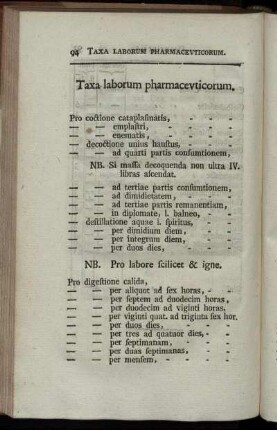 94 TAXA LABORUM PHARMACEVTICORUM.
Taxa laborum pharmacevticorum.
Pro coctione cataplasmatis, - - -
— — emplastri, - - -
— — enematis, - - -
— decoctione unius haustus, - -
— — ad quarti partis consumtionem, -
NB. Si massa decoquenda non ultra IV.
libras ascendat.
— — ad tertiae partis consumtionem,
— — ad dimidietatem, - -
— — ad tertiae partis remanentiam,
— — in diplomate, l. balneo, - -
— destillatione aquae l. spiritus, - -
— — per dimidium diem, - -
— — per integrum diem, - -
— — per duos dies, - - -
NB. Pro labore scilicet & igne.
Pro digestione calida,
— — per aliquot ad sex horas, - -
— — per septem ad duodecim horas, -
— — per duodecim ad viginti horas. -
— — per viginti quat. ad triginta sex hor.
— — per duos dies, - - -
— — per tres ad quatuor dies, - -
— — per septimanam, - - -
— — per duas septimanas, - -
— — per mensem, - - -